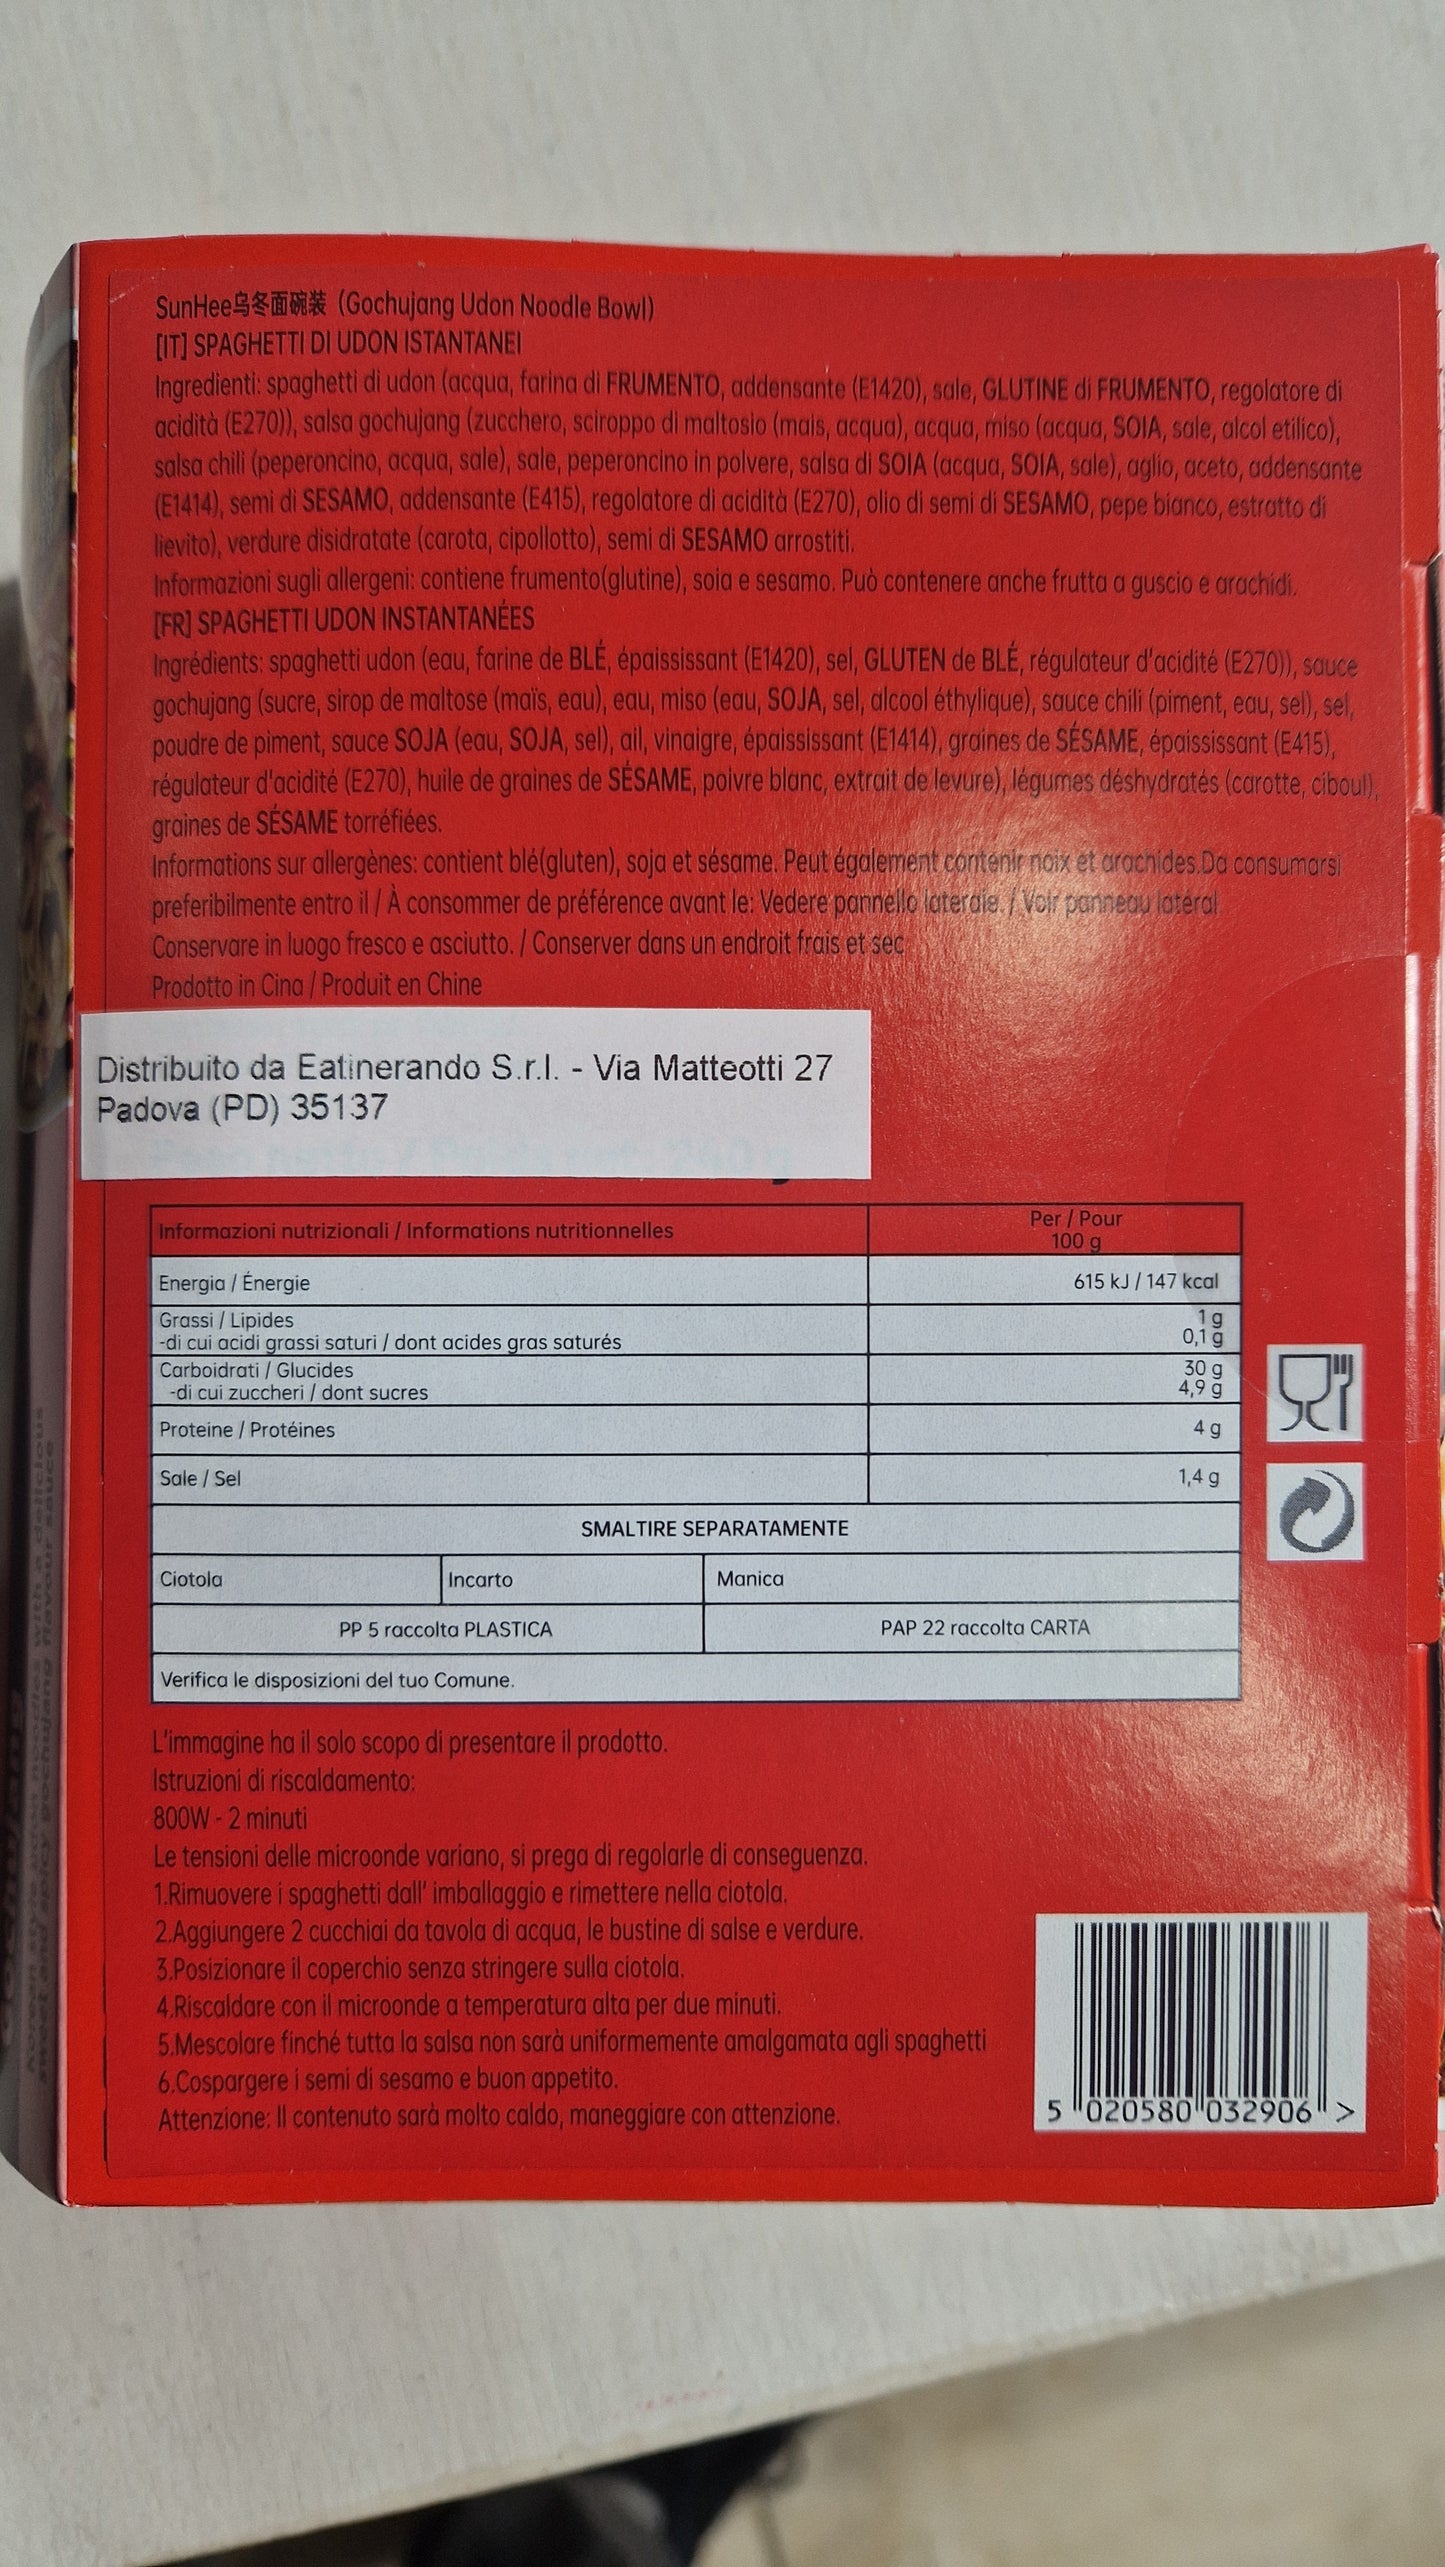 SunHee乌冬面碗装 (Gochujang Udon Noodle Bowl)
[IT] SPAGHETTI DI UDON ISTANTANEI
Ingredienti: spaghetti di udon (acqua, farina di FRUMENTO, addensante (E1420), sale, GLUTINE di FRUMENTO, regolatore di
acidità (E270)), salsa gochujang (zucchero, sciroppo di maltosio (mais, acqua), acqua, miso (acqua, SOIA, sale, alcol etilico),
salsa chili (peperoncino, acqua, sale), sale, peperoncino in polvere, salsa di SOIA (acqua, SOIA, sale), aglio, aceto, addensante
(E1414), semi di SESAMO, addensante (E415), regolatore di acidità (E270), olio di semi di SESAMO, pepe bianco, estratto di
lievito), verdure disidratate (carota, cipollotto), semi di SESAMO arrostiti.
Informazioni sugli allergeni: contiene frumento(glutine), soia e sesamo. Può contenere anche frutta a guscio e arachidi.
[FR] SPAGHETTI UDON INSTANTANÉES
Ingrédients: spaghetti udon (eau, farine de BLÉ, épaississant (E1420), sel, GLUTEN de BLÉ, régulateur d'acidité (E270)), sauce
gochujang (sucre, sirop de maltose (maïs, eau), eau, miso (eau, SOJA, sel, alcool éthylique), sauce chili (piment, eau, sel), sel,
poudre de piment, sauce SOJA (eau, SOJA, sel), ail, vinaigre, épaississant (E1414), graines de SÉSAME, épaississant (E415),
régulateur d'acidité (E270), huile de graines de SÉSAME, poivre blanc, extrait de levure), légumes déshydratés (carotte, ciboul),
graines de SÉSAME torréfiées.
Informations sur allergènes: contient blé(gluten), soja et sésame. Peut également contenir noix et arachides.Da consumarsi
preferibilmente entro il / À consommer de préférence avant le: Vedere pannello laterale. / Voir panneau latéral
Conservare in luogo fresco e asciutto. / Conserver dans un endroit frais et sec
Prodotto in Cina / Produit en Chine
Distribuito da Eatinerando S.r.l. - Via Matteotti 27
Padova (PD) 35137
Informazioni nutrizionali / Informations nutritionnelles
Per / Pour
100 g
Energia / Énergie 615 kJ / 147 kcal
Grassi / Lipides 1 g
-di cui acidi grassi saturi / dont acides gras saturés 0,1 g
Carboidrati / Glucides 30 g
-di cui zuccheri / dont sucres 4,9 g
Proteine / Protéines 4 g
Sale / Sel 1,4 g
SMALTIRE SEPARATAMENTE
Ciotola Incarto Manica
PP 5 raccolta PLASTICA PAP 22 raccolta CARTA
Verifica le disposizioni del tuo Comune.
L'immagine ha il solo scopo di presentare il prodotto.
Istruzioni di riscaldamento:
800W - 2 minuti
Le tensioni delle microonde variano, si prega di regolarle di conseguenza.
1.Rimuovere i spaghetti dall' imballaggio e rimettere nella ciotola.
2.Aggiungere 2 cucchiai da tavola di acqua, le bustine di salse e verdure.
3.Posizionare il coperchio senza stringere sulla ciotola.
4.Riscaldare con il microonde a temperatura alta per due minuti.
5.Mescolare finché tutta la salsa non sarà uniformemente amalgamata agli spaghetti
6.Cospargere i semi di sesamo e buon appetito.
Attenzione: Il contenuto sarà molto caldo, maneggiare con attenzione.
5 020580 032906 >